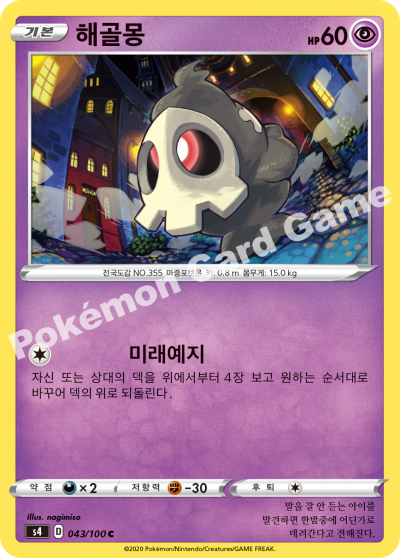 기본 해골몽 HP 60
전국도감 NO.355 마중포켓몬 키: 0.8 m 몸무게: 15.0 kg
Pokémon Card Game
미래예지
자신 또는 상대의 덱을 위에서부터 4장 보고 원하는 순서대로
바꾸어 덱의 위로 되돌린다.
약점 ×2 저항력 -30 후퇴
Illus. nagimiso
s4 D 043/100 C
말을 잘 안 듣는 아이를
발견하면 한밤중에 어딘가로
데려간다고 전해진다.
©2020 Pokémon/Nintendo/Creatures/GAME FREAK.